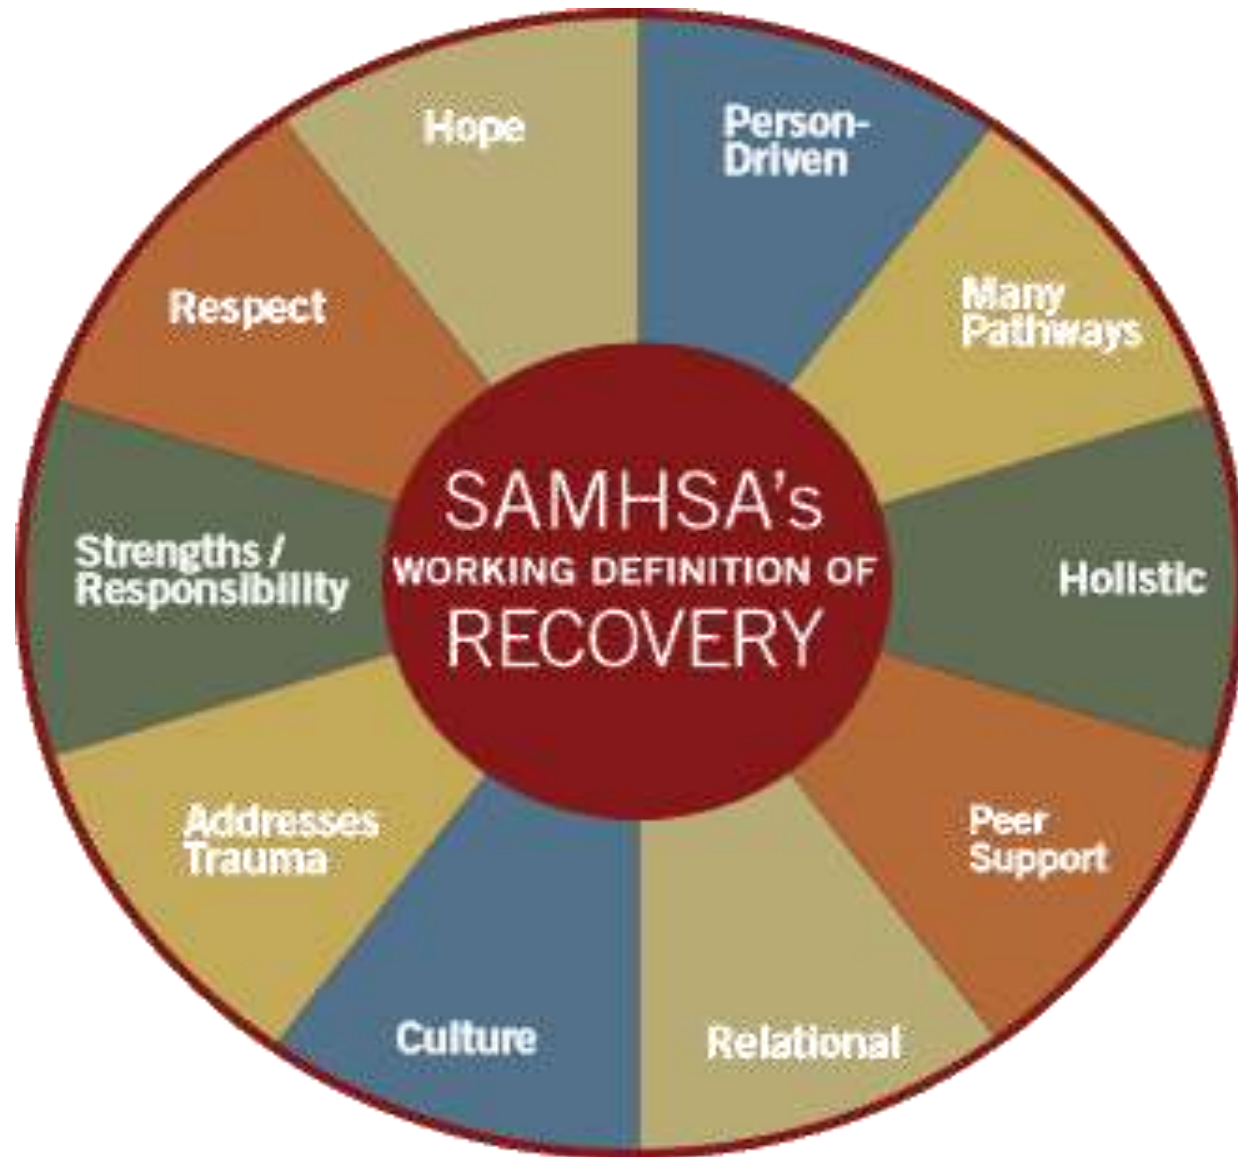 Hope
Person-
Driven
Many
Pathways
Holistic
Peer
Support
Relational
Culture
Addresses
Trauma
Strengths /
Responsibility
Respect
SAMHSA's
WORKING DEFINITION OF
RECOVERY